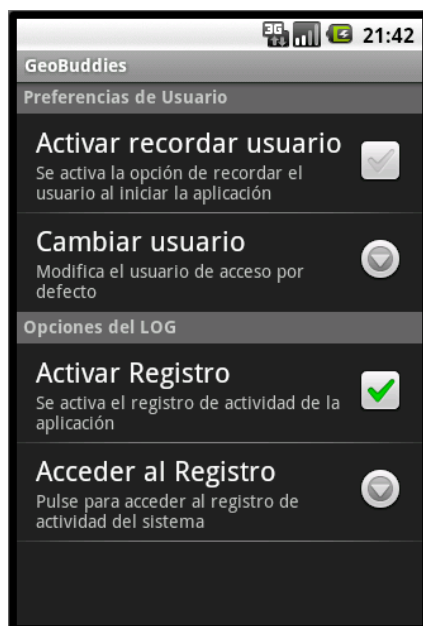 3G 21:42
GeoBuddies
Preferencias de Usuario
Activar recordar usuario
Se activa la opción de recordar el
usuario al iniciar la aplicación
Cambiar usuario
Modifica el usuario de acceso por
defecto
Opciones del LOG
Activar Registro
Se activa el registro de actividad de la
aplicación
Acceder al Registro
Pulse para acceder al registro de
actividad del sistema